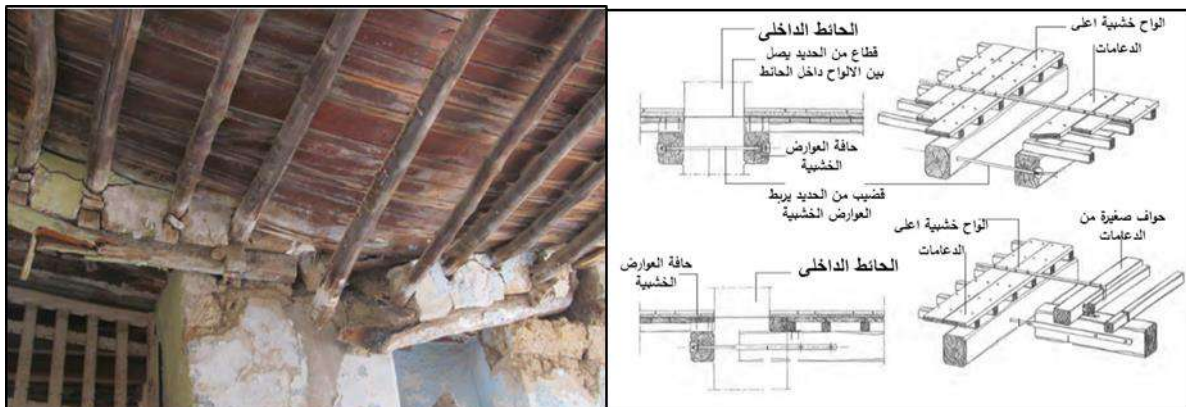 الحائط الداخلى
قطاع من الحديد يصل
بين الالواح داخل الحائط
الواح خشبية اعلى
الدعامات
حافة العوارض
الخشبية
قضيب من الحديد يربط
العوارض الخشبية
الواح خشبية اعلى
الدعامات
حواف صغيرة من
الدعامات
حافة العوارض
الخشبية
الحائط الداخلى